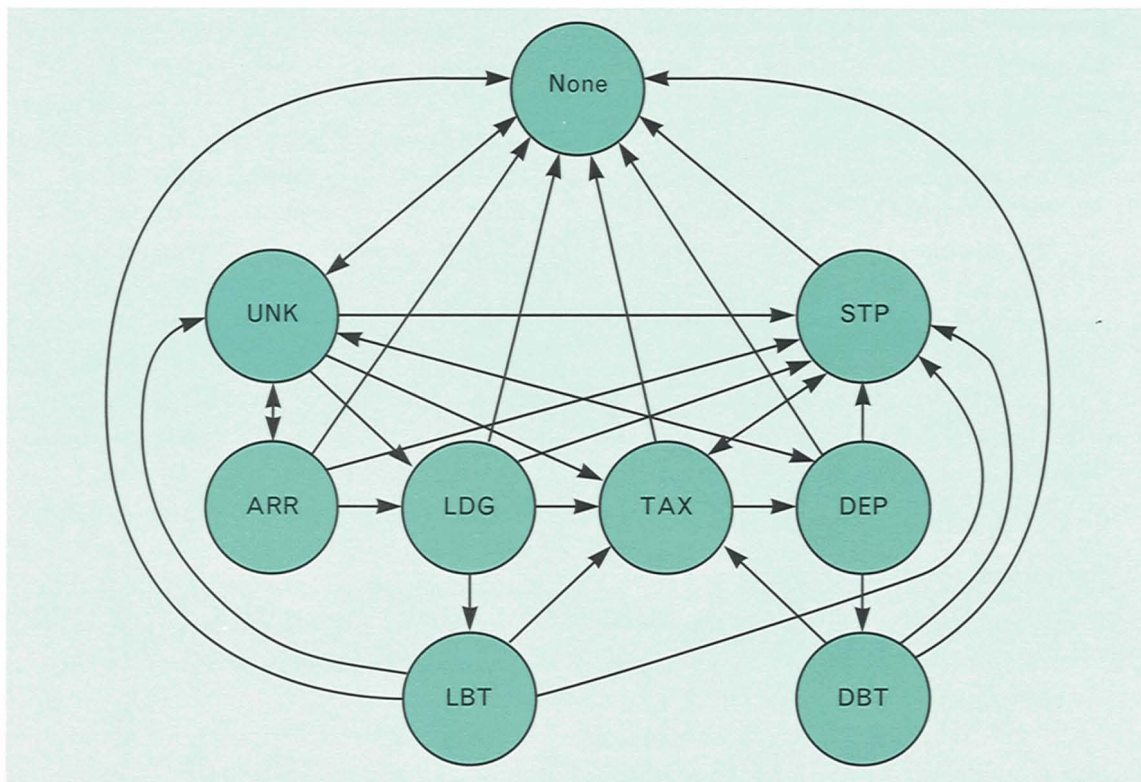 None
UNK
STP
ARR
LDG
TAX
DEP
LBT
DBT